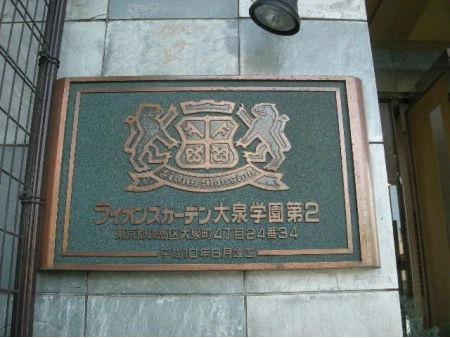 Lions Mansion
ライオンズガーデン大泉学園第2
東京都練馬区大泉町4丁目24番34
平成10年8月竣工